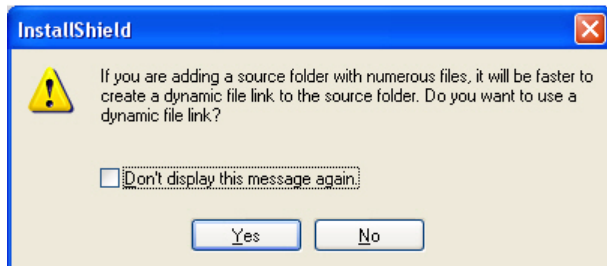 InstallShield
If you are adding a source folder with numerous files, it will be faster to
create a dynamic file link to the source folder. Do you want to use a
dynamic file link?
Don't display this message again.
Yes
No